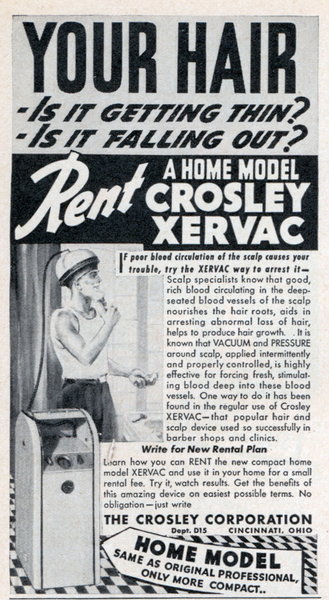 YOUR HAIR
- IS IT GETTING THIN?
- IS IT FALLING OUT?
Rent A HOME MODEL
CROSLEY
XERVAC
IF poor blood circulation of the scalp causes your
trouble, try the XERVAC way to arrest it—
Scalp specialists know that good,
rich blood circulating in the deep-
seated blood vessels of the scalp
nourishes the hair roots, aids in
arresting abnormal loss of hair,
helps to produce hair growth. . . It is
known that VACUUM and PRESSURE
around scalp, applied intermittently
and properly controlled, is highly
effective for forcing fresh, stimulat-
ing blood deep into these blood
vessels. One way to do it has been
found in the regular use of Crosley
XERVAC—that popular hair and
scalp device used so successfully in
barber shops and clinics.
Write for New Rental Plan
Learn how you can RENT the new compact home
model XERVAC and use it in your home for a small
rental fee. Try it, watch results. Get the benefits of
this amazing device on easiest possible terms. No
obligation—just write
THE CROSLEY CORPORATION
Dept. D15 CINCINNATI, OHIO
HOME MODEL
SAME AS ORIGINAL PROFESSIONAL,
ONLY MORE COMPACT..